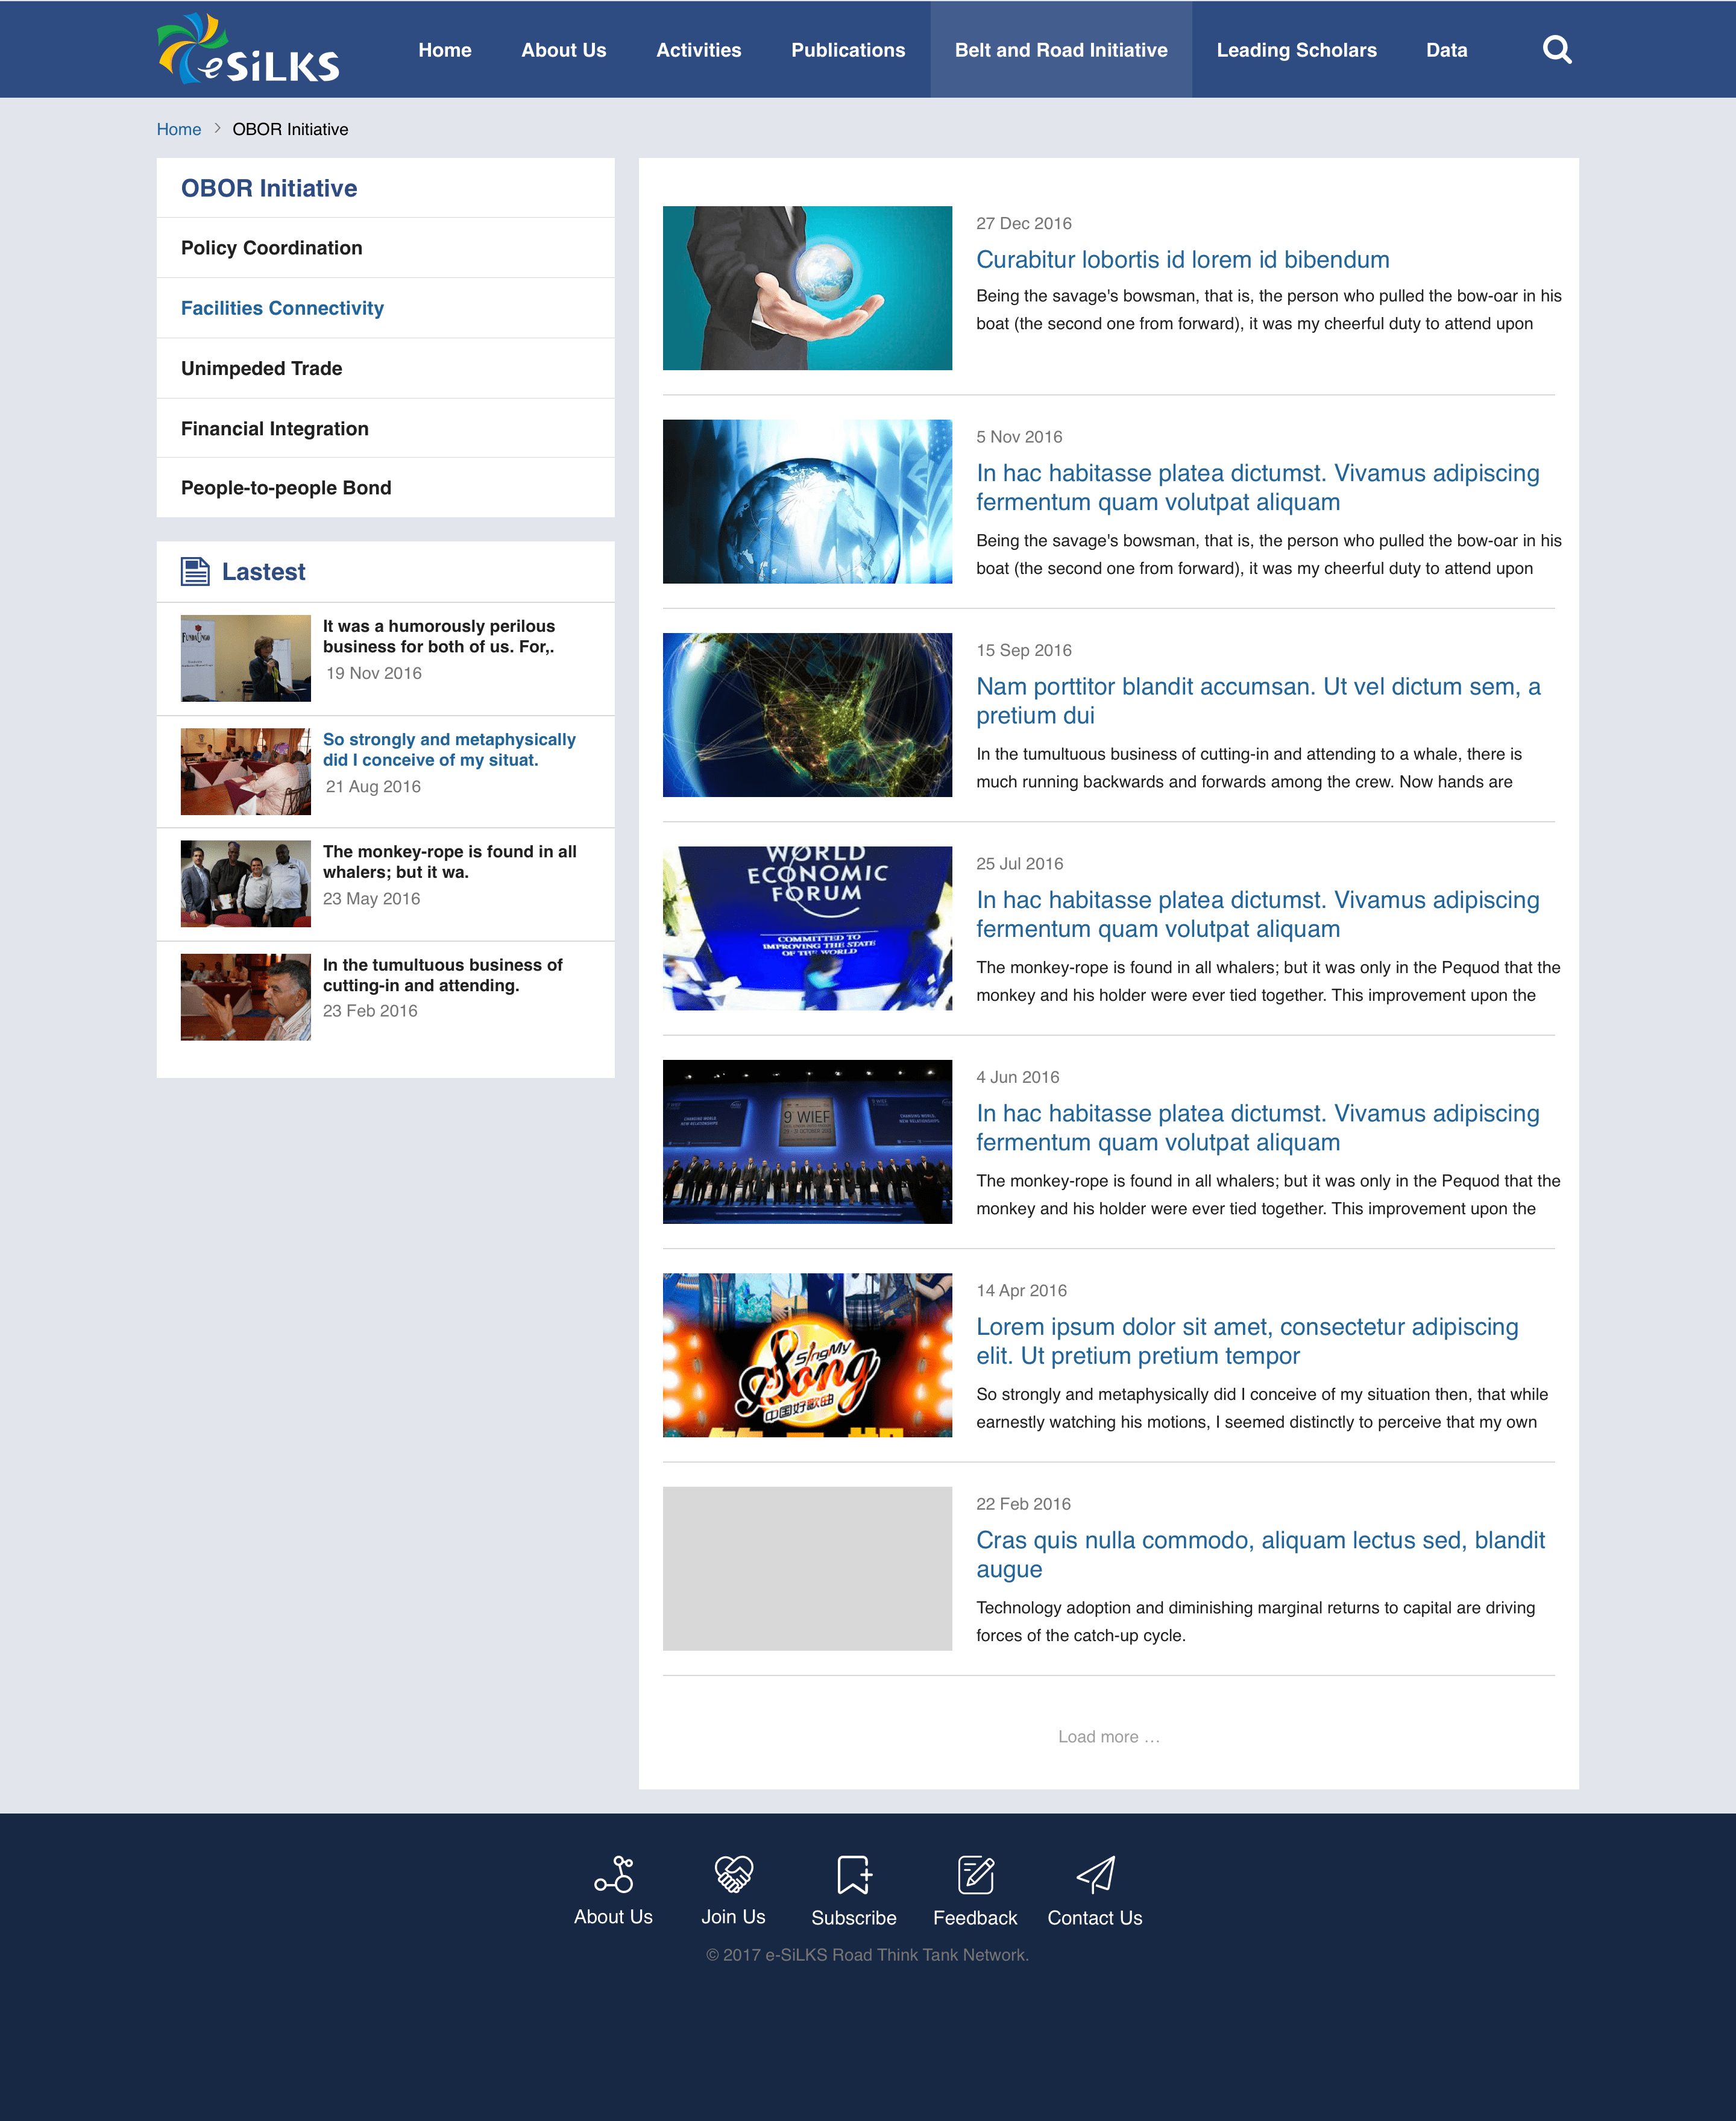 eSiLKS
Home
About Us
Activities
Publications
Belt and Road Initiative
Leading Scholars
Data
Home
OBOR Initiative
OBOR Initiative
Policy Coordination
Facilities Connectivity
Unimpeded Trade
Financial Integration
People-to-people Bond
Lastest
It was a humorously perilous
business for both of us. For,.
19 Nov 2016
So strongly and metaphysically
did I conceive of my situat.
21 Aug 2016
The monkey-rope is found in all
whalers; but it wa.
23 May 2016
In the tumultuous business of
cutting-in and attending.
23 Feb 2016
27 Dec 2016
Curabitur lobortis id lorem id bibendum
Being the savage's bowsman, that is, the person who pulled the bow-oar in his
boat (the second one from forward), it was my cheerful duty to attend upon
5 Nov 2016
In hac habitasse platea dictumst. Vivamus adipiscing
fermentum quam volutpat aliquam
Being the savage's bowsman, that is, the person who pulled the bow-oar in his
boat (the second one from forward), it was my cheerful duty to attend upon
15 Sep 2016
Nam porttitor blandit accumsan. Ut vel dictum sem, a
pretium dui
In the tumultuous business of cutting-in and attending to a whale, there is
much running backwards and forwards among the crew. Now hands are
WORLD
ECONOMIC
FORUM
COMMITTED TO
IMPROVING THE STATE
OF THE WORLD
25 Jul 2016
In hac habitasse platea dictumst. Vivamus adipiscing
fermentum quam volutpat aliquam
The monkey-rope is found in all whalers; but it was only in the Pequod that the
monkey and his holder were ever tied together. This improvement upon the
9 WIEF
CHANGING WORLD,
NEW RELATIONSHIPS
CHANGING WORLD,
NEW RELATIONSHIPS
4 Jun 2016
In hac habitasse platea dictumst. Vivamus adipiscing
fermentum quam volutpat aliquam
The monkey-rope is found in all whalers; but it was only in the Pequod that the
monkey and his holder were ever tied together. This improvement upon the
Sing My
Song
中国好歌曲
14 Apr 2016
Lorem ipsum dolor sit amet, consectetur adipiscing
elit. Ut pretium pretium tempor
So strongly and metaphysically did I conceive of my situation then, that while
earnestly watching his motions, I seemed distinctly to perceive that my own
22 Feb 2016
Cras quis nulla commodo, aliquam lectus sed, blandit
augue
Technology adoption and diminishing marginal returns to capital are driving
forces of the catch-up cycle.
Load more …
About Us
Join Us
Subscribe
Feedback
Contact Us
© 2017 e-SiLKS Road Think Tank Network.